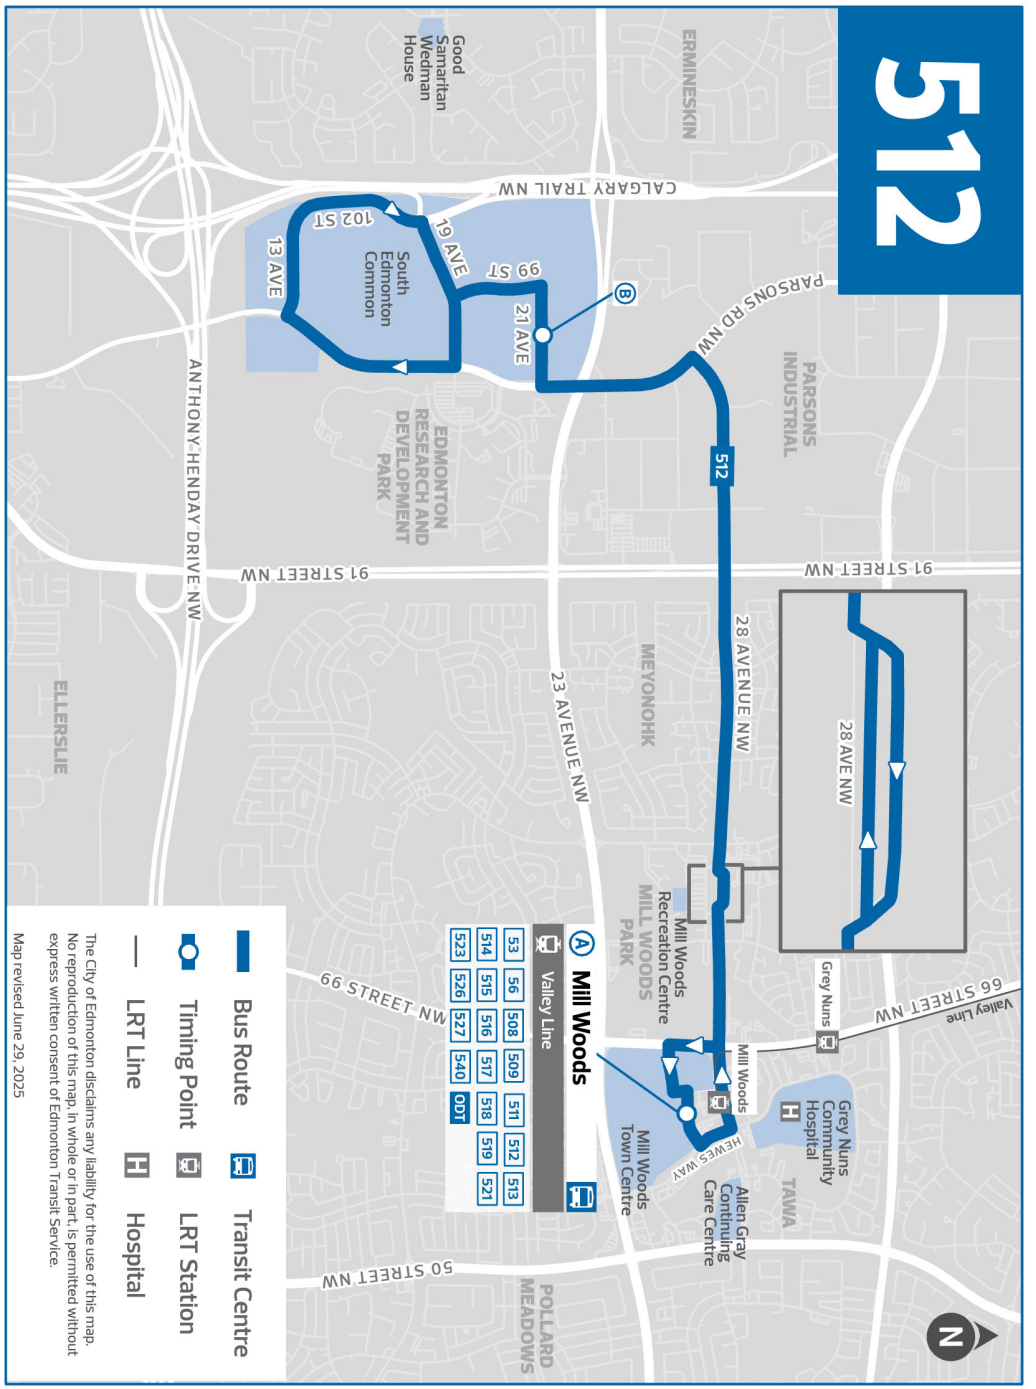 512
Good
Samaritan
Wedman
House
ERMINESKIN
CALGARY TRAIL NW
PARSONS RD NW
102 ST
19 AVE
99 ST
13 AVE
South
Edmonton
Common
21 AVE
B
PARSONS
INDUSTRIAL
EDMONTON
RESEARCH AND
DEVELOPMENT
PARK
512
ANTHONY HENDAY DRIVE NW
91 STREET NW
91 STREET NW
28 AVENUE NW
28 AVE NW
MEYONOHK
23 AVENUE NW
ELLERSLIE
Mill Woods
Recreation Centre
MILL WOODS
PARK
66 STREET NW
66 STREET NW
Valley Line
Grey Nuns
Mill Woods
Grey Nuns
Community
Hospital
H
HEWES WAY
Mill Woods
Town Centre
Allen Gray
Continuing
Care Centre
TAWA
50 STREET NW
POLLARD
MEADOWS
A Mill Woods
Valley Line
53 56 508 509 511 512 513
514 515 516 517 518 519 521
523 526 527 540 ODT
Bus Route
Transit Centre
Timing Point
LRT Station
LRT Line
H Hospital
The City of Edmonton disclaims any liability for the use of this map.
No reproduction of this map, in whole or in part, is permitted without
express written consent of Edmonton Transit Service.
Map revised June 29, 2025
N